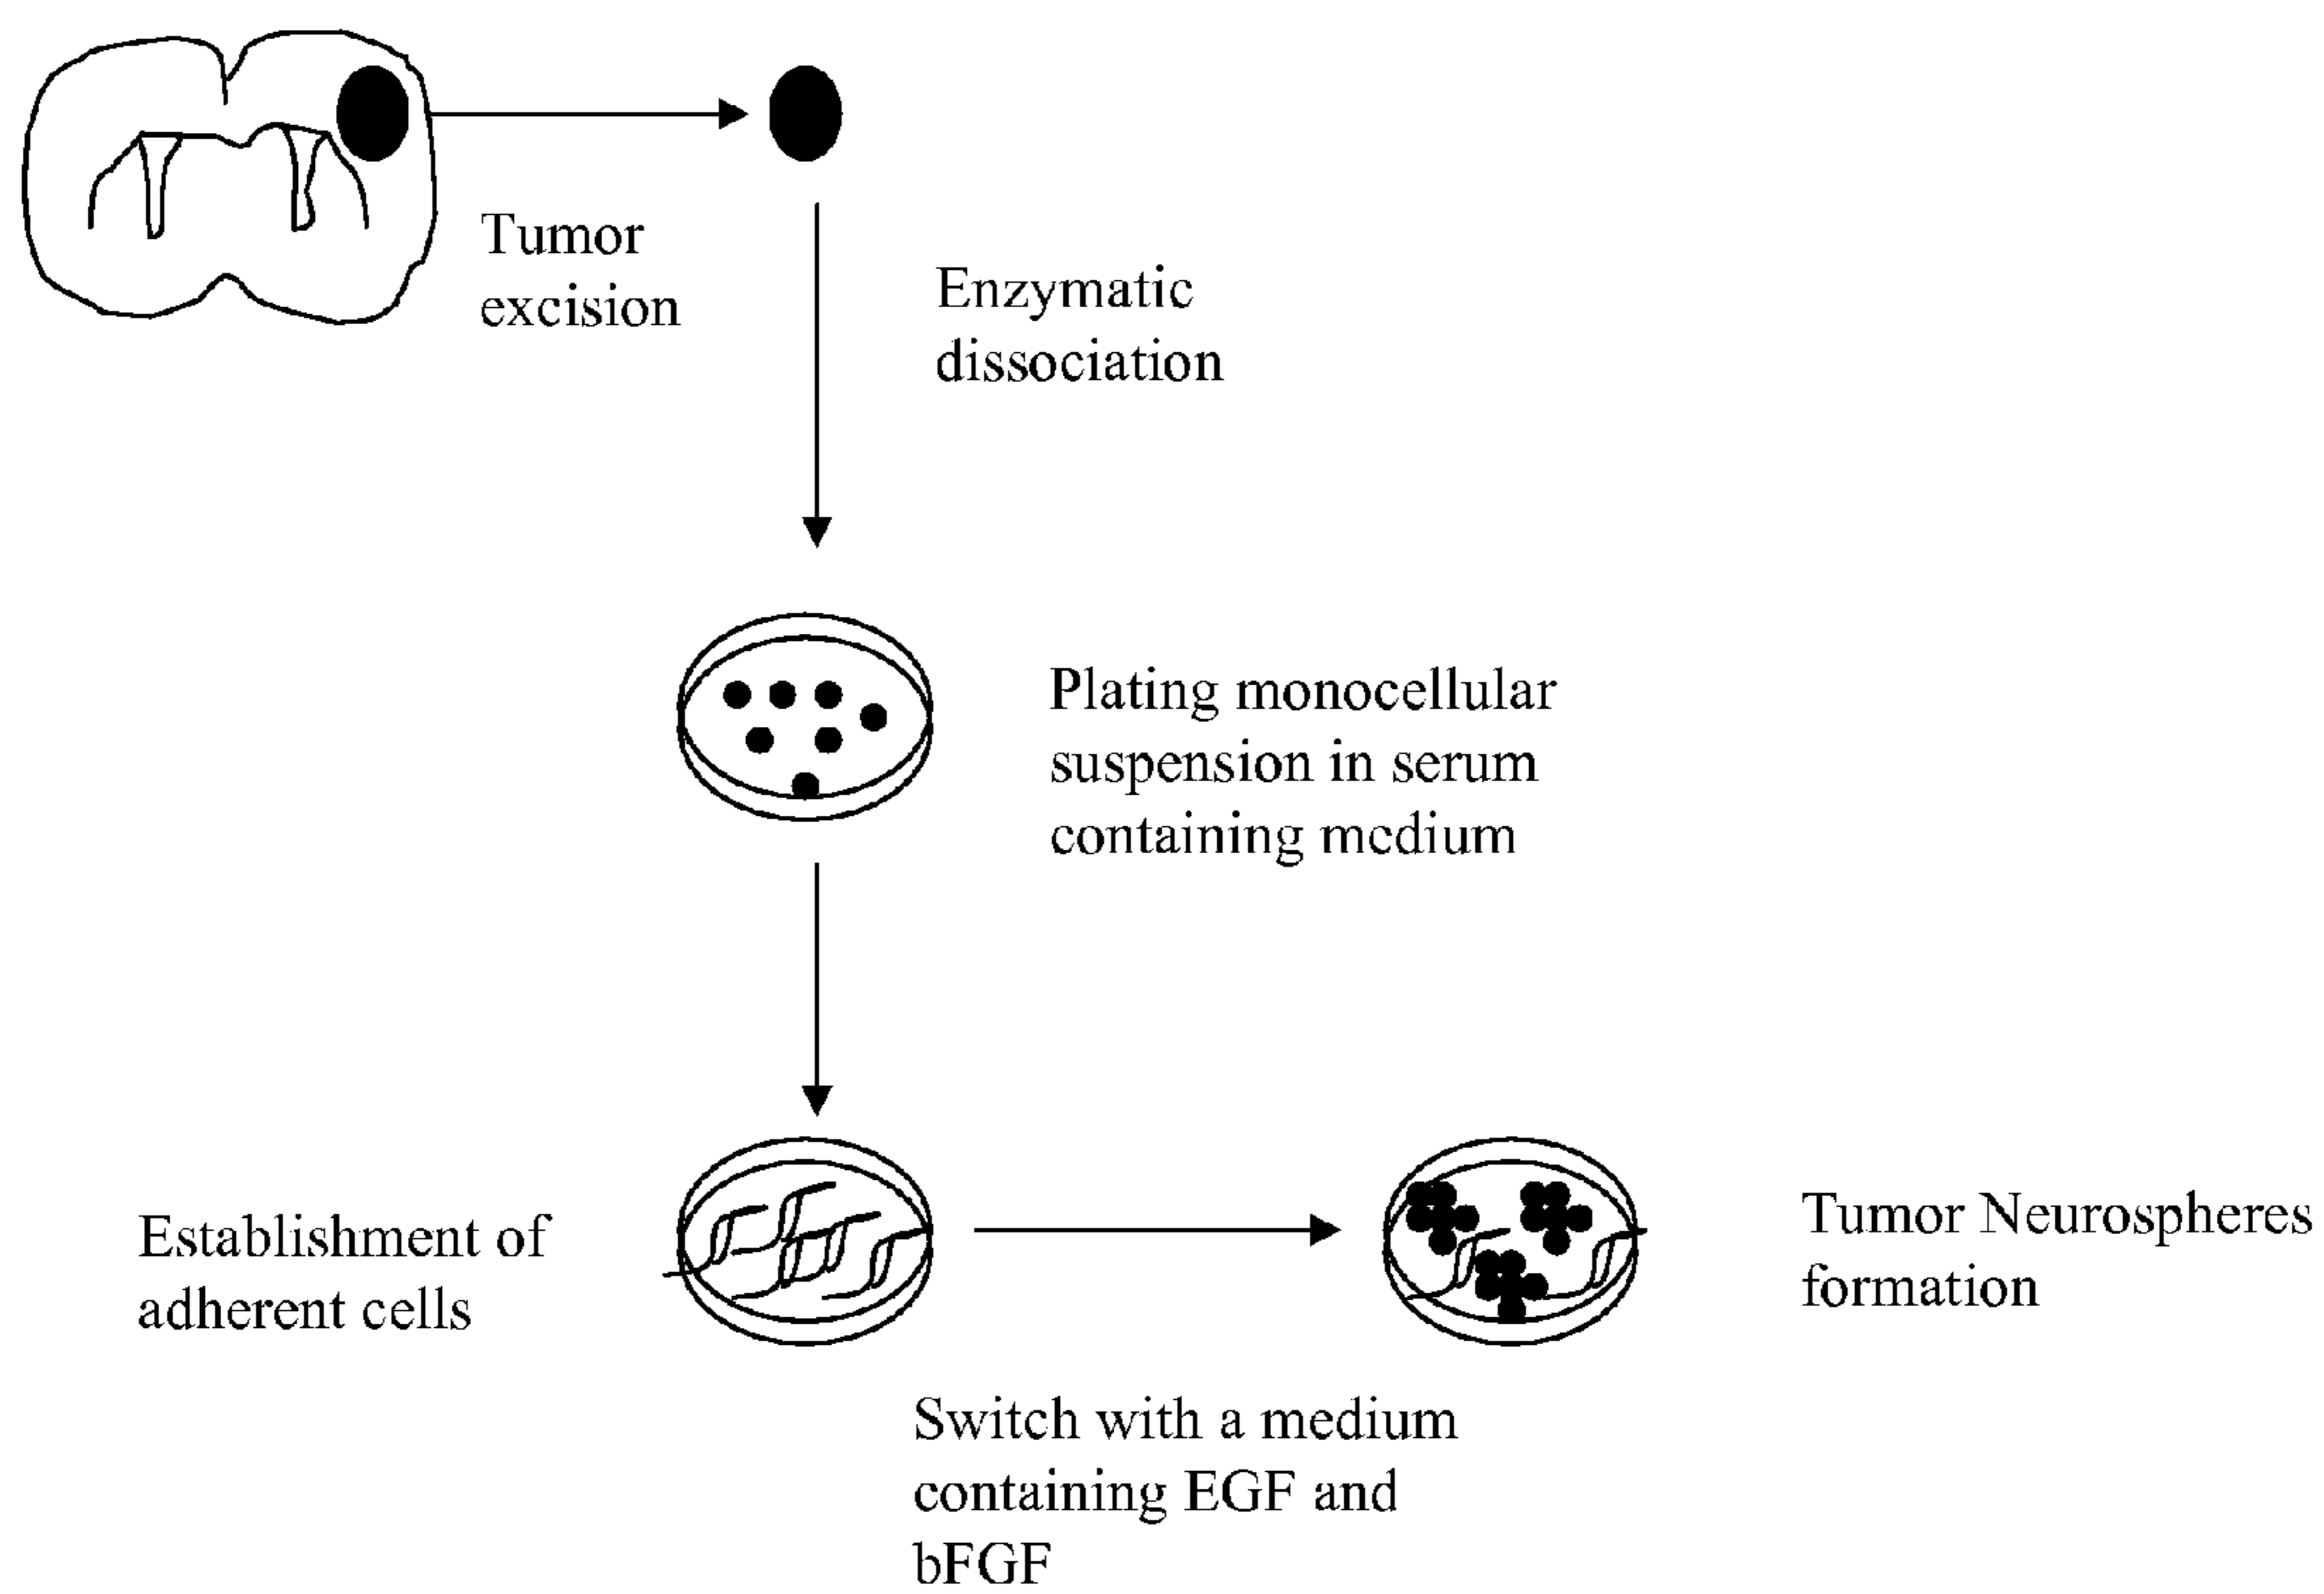 Tumor
excision
Enzymatic
dissociation
Plating monocellular
suspension in serum
containing medium
Establishment of
adherent cells
Tumor Neurospheres
formation
Switch with a medium
containing EGF and
bFGF